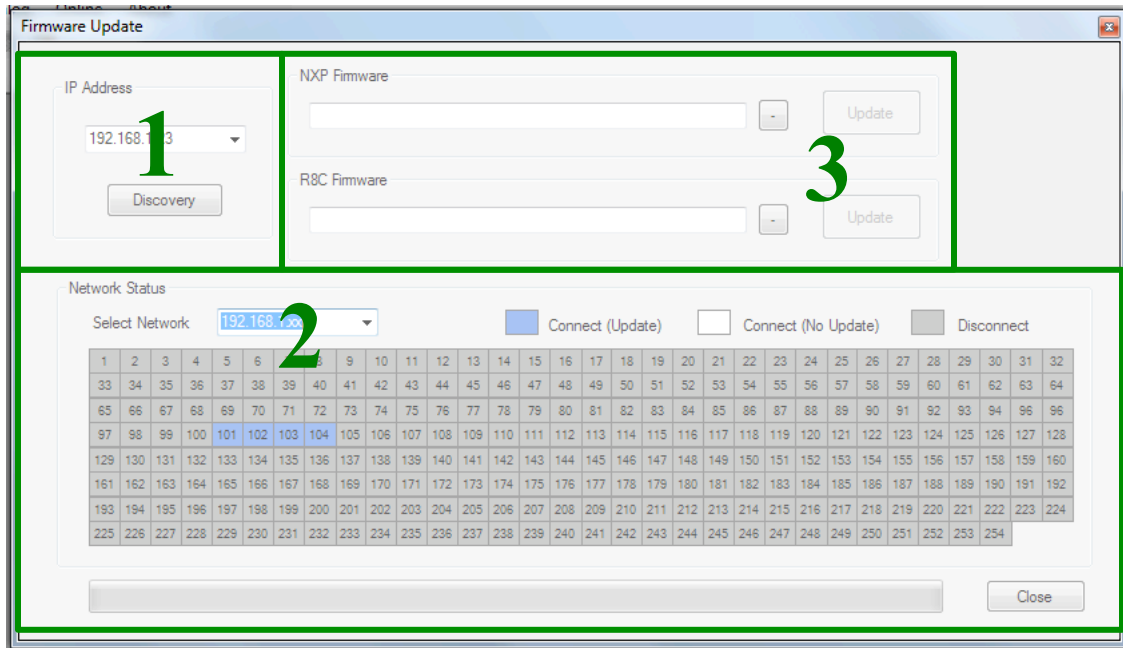 Firmware Update
IP Address
1
Discovery
NXP Firmware
- Update
3
R8C Firmware
- Update
Network Status
Select Network
2
Connect (Update) Connect (No Update) Disconnect
1 2 3 4 5 6 8 9 10 11 12 13 14 15 16 17 18 19 20 21 22 23 24 25 26 27 28 29 30 31 32
33 34 35 36 37 38 39 40 41 42 43 44 45 46 47 48 49 50 51 52 53 54 55 56 57 58 59 60 61 62 63 64
65 66 67 68 69 70 71 72 73 74 75 76 77 78 79 80 81 82 83 84 85 86 87 88 89 90 91 92 93 94 96 96
97 98 99 100 101 102 103 104 105 106 107 108 109 110 111 112 113 114 115 116 117 118 119 120 121 122 123 124 125 126 127 128
129 130 131 132 133 134 135 136 137 138 139 140 141 142 143 144 145 146 147 148 149 150 151 152 153 154 155 156 157 158 159 160
161 162 163 164 165 166 167 168 169 170 171 172 173 174 175 176 177 178 179 180 181 182 183 184 185 186 187 188 189 190 191 192
193 194 195 196 197 198 199 200 201 202 203 204 205 206 207 208 209 210 211 212 213 214 215 216 217 218 219 220 221 222 223 224
225 226 227 228 229 230 231 232 233 234 235 236 237 238 239 240 241 242 243 244 245 246 247 248 249 250 251 252 253 254
Close